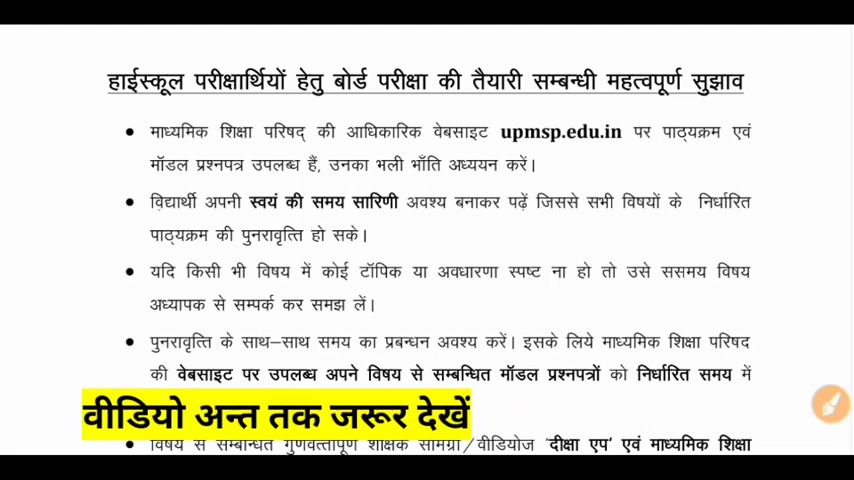 हाईस्कूल परीक्षार्थियों हेतु बोर्ड परीक्षा की तैयारी सम्बन्धी महत्वपूर्ण सुझाव
• माध्यमिक शिक्षा परिषद् की आधिकारिक वेबसाइट upmsp.edu.in पर पाठ्यक्रम एवं
मॉडल प्रश्नपत्र उपलब्ध हैं, उनका भली भाँति अध्ययन करें।
• विद्यार्थी अपनी स्वयं की समय सारिणी अवश्य बनाकर पढ़ें जिससे सभी विषयों के निर्धारित
पाठ्यक्रम की पुनरावृत्ति हो सके।
• यदि किसी भी विषय में कोई टॉपिक या अवधारणा स्पष्ट ना हो तो उसे ससमय विषय
अध्यापक से सम्पर्क कर समझ लें।
• पुनरावृत्ति के साथ–साथ समय का प्रबन्धन अवश्य करें। इसके लिये माध्यमिक शिक्षा परिषद
की वेबसाइट पर उपलब्ध अपने विषय से सम्बन्धित मॉडल प्रश्नपत्रों को निर्धारित समय में
वीडियो अन्त तक जरूर देखें
• विषय से सम्बन्धित गुणवत्तापूर्ण /वीडियोज 'दीक्षा एप' एवं माध्यमिक शिक्षा